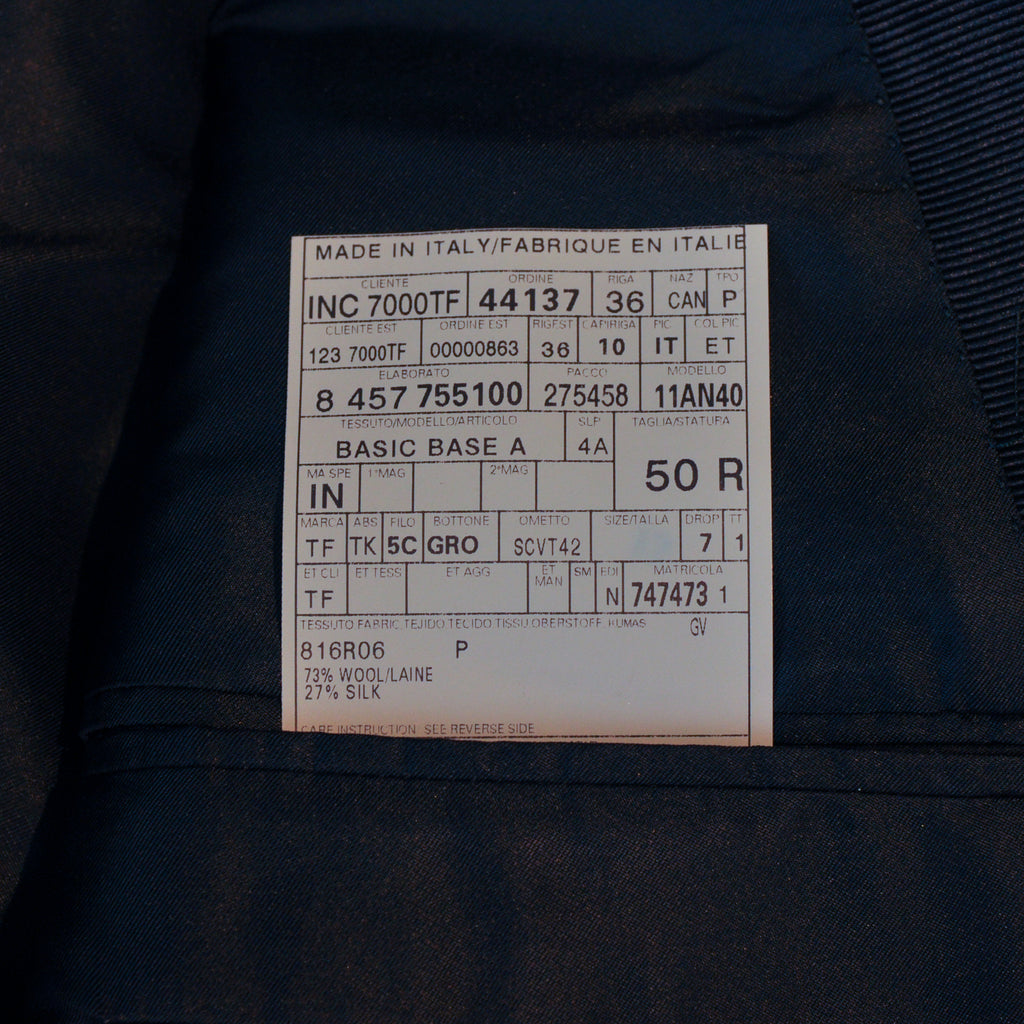 MADE IN ITALY/FABRIQUE EN ITALIE
CLIENTE ORDINE RIGA NAZ TPO
INC 7000TF 44137 36 CAN P
CLIENTE EST ORDINE EST RIGEST CAPIRIGA PIC COL PIC
123 7000TF 00000863 36 10 IT ET
ELABORATO PACCO MODELLO
8 457 755100 275458 11AN40
TESSUTO/MODELLO/ARTICOLO SLP TAGLIA/STATURA
BASIC BASE A 4A 50 R
MA SPE 1°MAG 2°MAG
IN
MARCA ABS FILO BOTTONE OMETTO SIZE/TALLA DROP TT
TF TK 5C GRO SCVT42 7 1
ET CLI ET TESS ET AGG ET MAN SM EDI MATRICOLA
TF N 747473 1
TESSUTO FABRIC TEJIDO TECIDO TISSU OBERSTOFF KUMAS GV
816R06 P
73% WOOL/LAINE
27% SILK
CARE INSTRUCTION SEE REVERSE SIDE